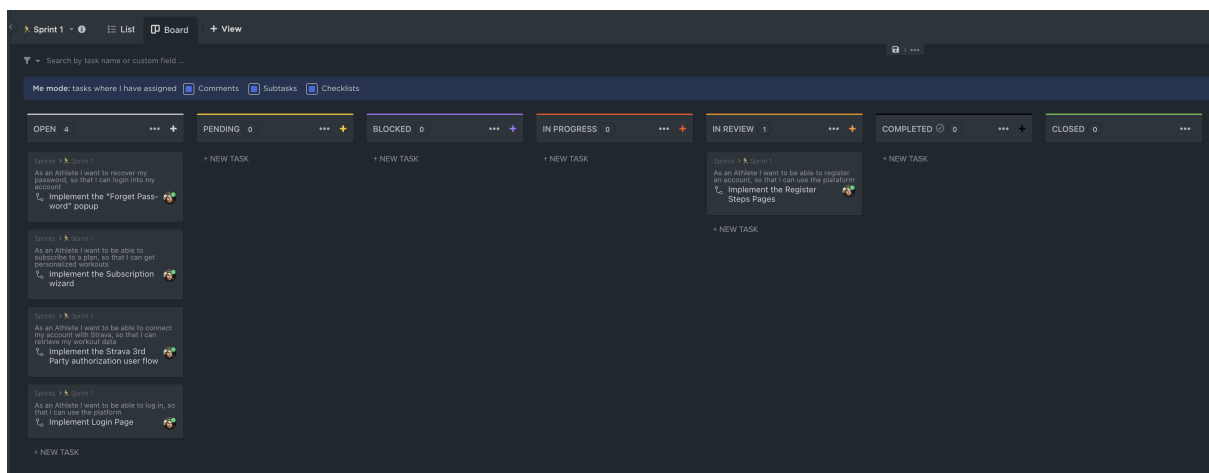 Sprint 1
List
Board
+ View
Search by task name or custom field ...
Me mode: tasks where I have assigned Comments Subtasks Checklists
OPEN 4
PENDING 0
BLOCKED 0
IN PROGRESS 0
IN REVIEW 1
COMPLETED 0
CLOSED 0
Sprints > Sprint 1
As an Athlete I want to recover my
password, so that I can login into my
account
Implement the "Forget Pass-
word" popup
Sprints > Sprint 1
As an Athlete I want to be able to
subscribe to a plan, so that I can get
personalized workouts
Implement the Subscription
wizard
Sprints > Sprint 1
As an Athlete I want to be able to connect
my account with Strava, so that I can
retrieve my workout data
Implement the Strava 3rd
Party authorization user flow
Sprints > Sprint 1
As an Athlete I want to be able to log in, so
that I can use the platform
Implement Login Page
+ NEW TASK
+ NEW TASK
+ NEW TASK
+ NEW TASK
Sprints > Sprint 1
As an Athlete I want to be able to register
an account, so that I can use the plataform
Implement the Register
Steps Pages
+ NEW TASK
+ NEW TASK